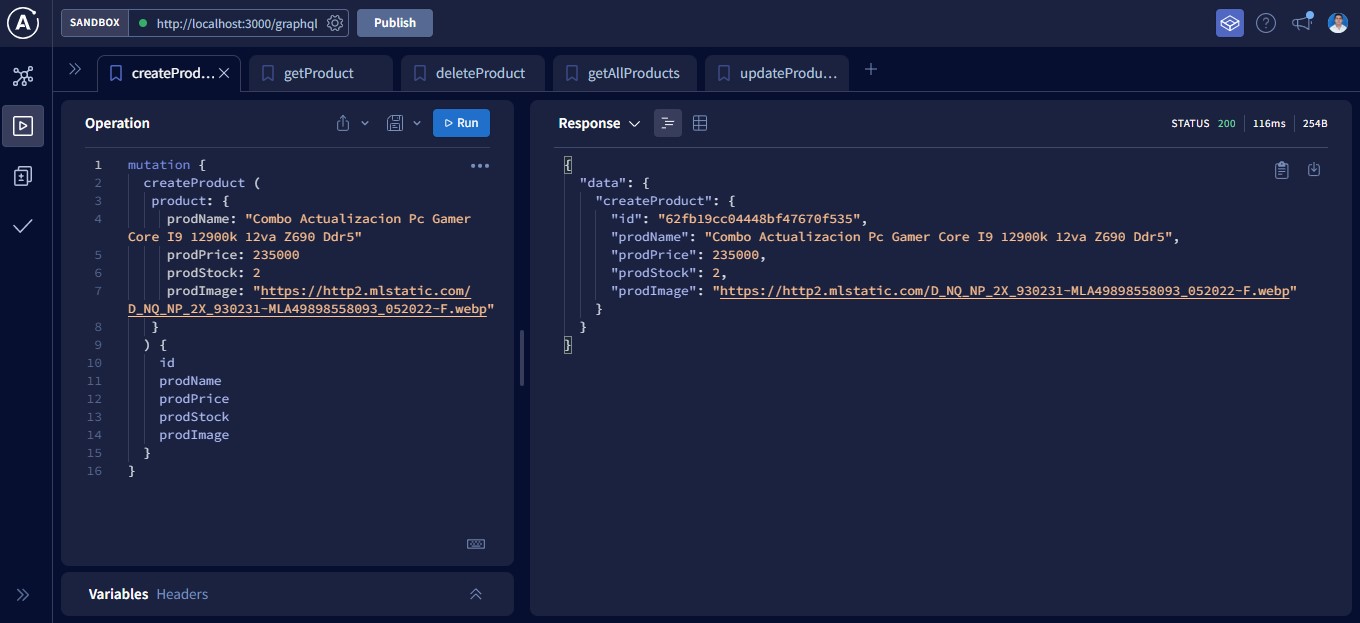 A SANDBOX http://localhost:3000/graphql Publish ?
createProd... getProduct deleteProduct getAllProducts updateProdu... +
Operation Run
1 mutation {
2 createProduct (
3 product: {
4 prodName: "Combo Actualizacion Pc Gamer
Core I9 12900k 12va Z690 Ddr5"
5 prodPrice: 235000
6 prodStock: 2
7 prodImage: "https://http2.mlstatic.com/
D_NQ_NP_2X_930231-MLA49898558093_052022-F.webp"
8 }
9 ) {
10 id
11 prodName
12 prodPrice
13 prodStock
14 prodImage
15 }
16 }
Variables Headers
Response STATUS 200 116ms 254B
{
"data": {
"createProduct": {
"id": "62fb19cc04448bf47670f535",
"prodName": "Combo Actualizacion Pc Gamer Core I9 12900k 12va Z690 Ddr5",
"prodPrice": 235000,
"prodStock": 2,
"prodImage": "https://http2.mlstatic.com/D_NQ_NP_2X_930231-MLA49898558093_052022-F.webp"
}
}
}